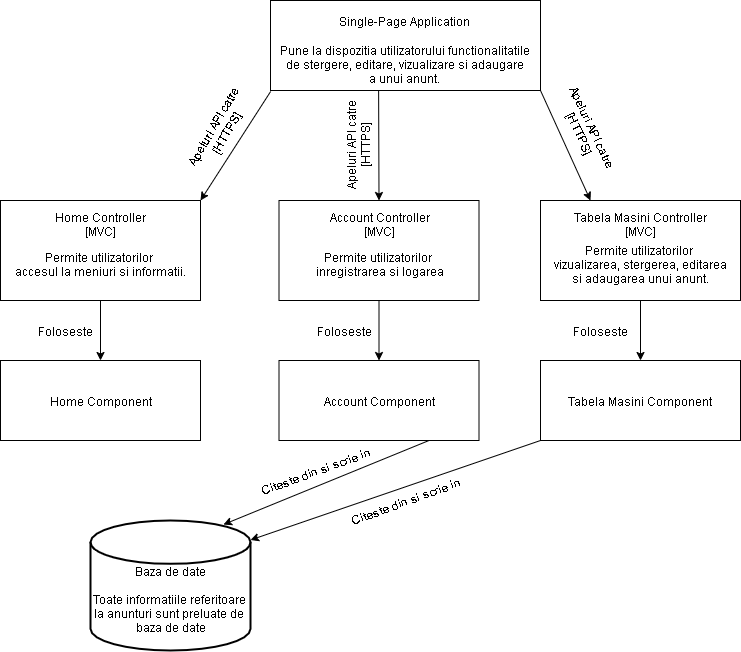 Single-Page Application
Pune la dispozitia utilizatorului functionalitatile
de stergere, editare, vizualizare si adaugare
a unui anunt.
Apeluri API catre
[HTTPS]
Apeluri API catre
[HTTPS]
Apeluri API catre
[HTTPS]
Home Controller
[MVC]
Permite utilizatorilor
accesul la meniuri si informatii.
Account Controller
[MVC]
Permite utilizatorilor
inregistrarea si logarea
Tabela Masini Controller
[MVC]
Permite utilizatorilor
vizualizarea, stergerea, editarea
si adaugarea unui anunt.
Foloseste
Foloseste
Foloseste
Home Component
Account Component
Tabela Masini Component
Citeste din si scrie in
Citeste din si scrie in
Baza de date
Toate informatiile referitoare
la anunturi sunt preluate de
baza de date